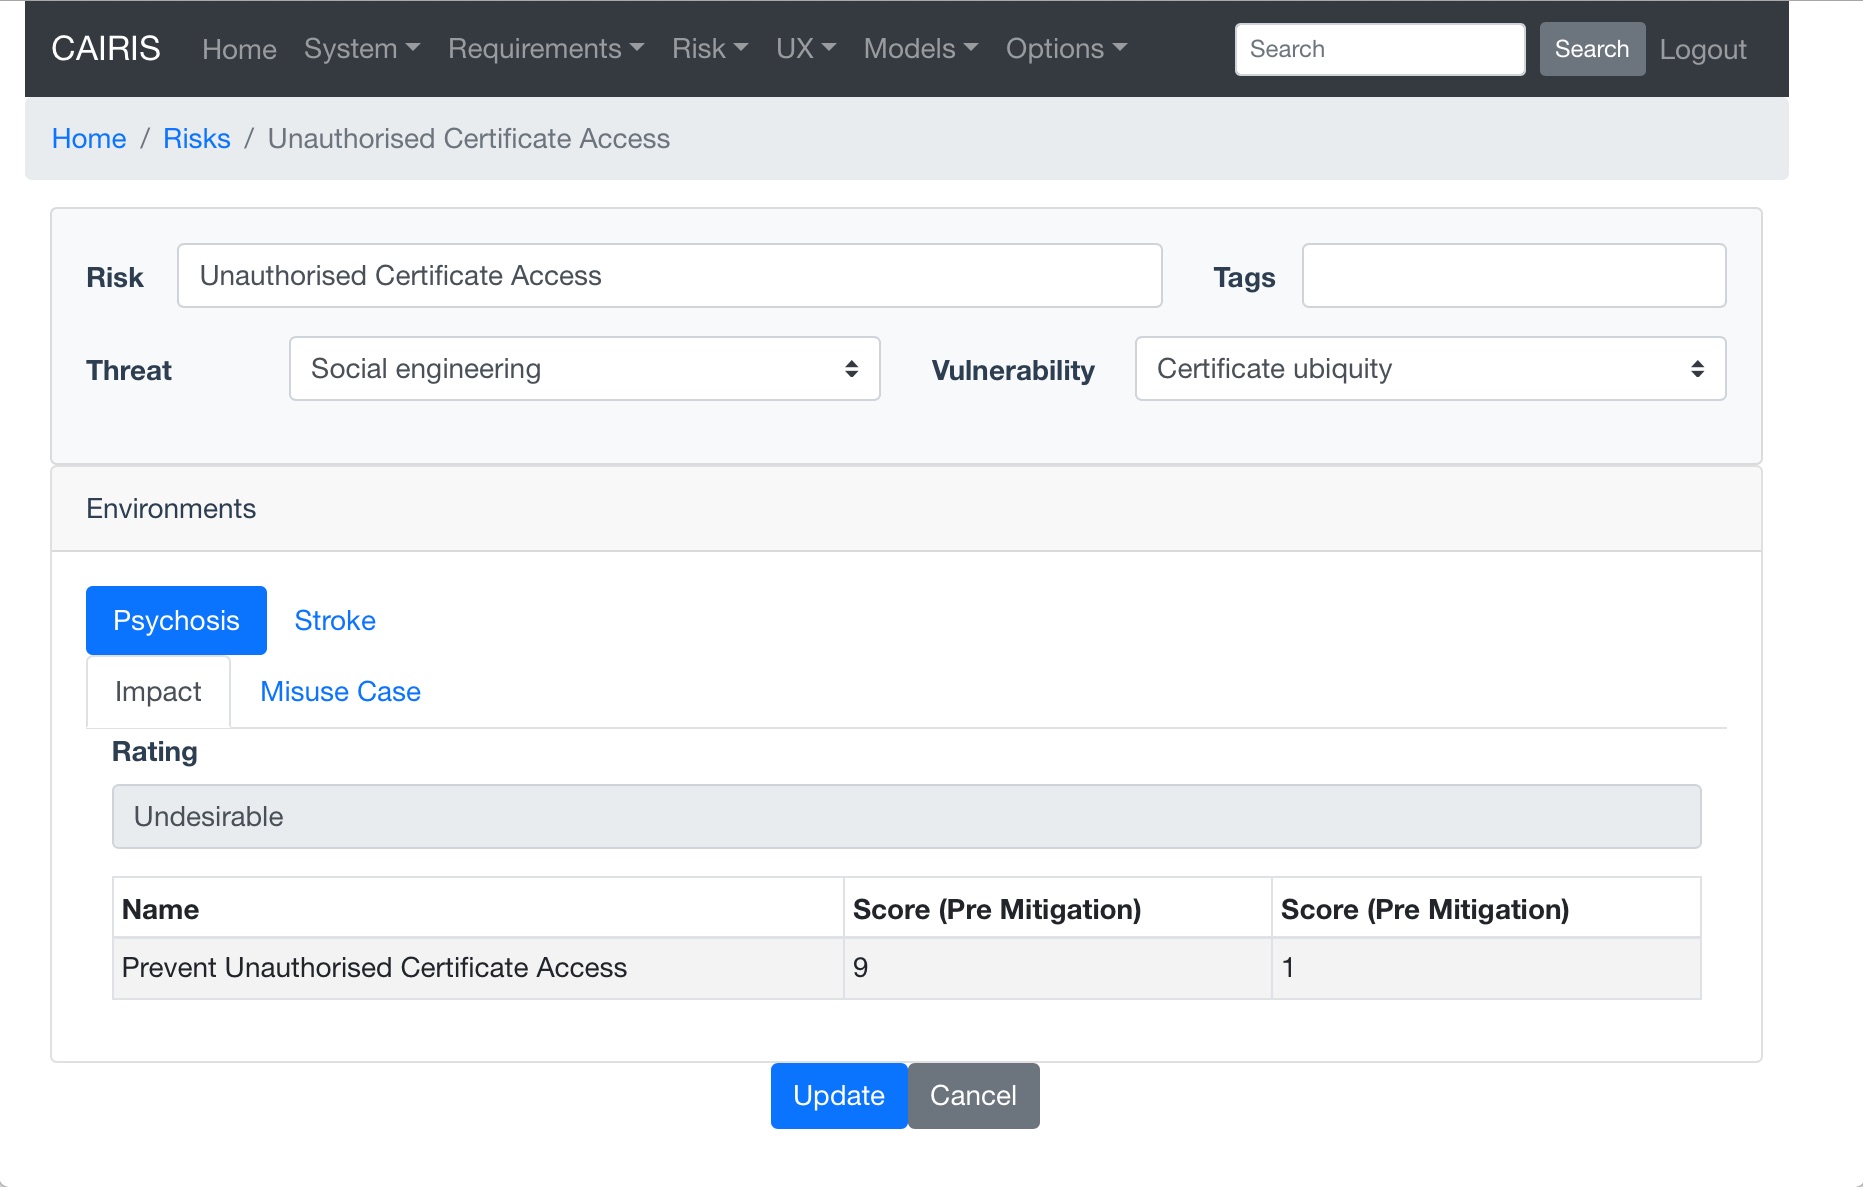 CAIRIS Home System Requirements Risk UX Models Options Search Search Logout
Home / Risks / Unauthorised Certificate Access
Risk Unauthorised Certificate Access Tags
Threat Social engineering Vulnerability Certificate ubiquity
Environments
Psychosis Stroke
Impact Misuse Case
Rating
Undesirable
Name Score (Pre Mitigation) Score (Pre Mitigation)
Prevent Unauthorised Certificate Access 9 1
Update Cancel